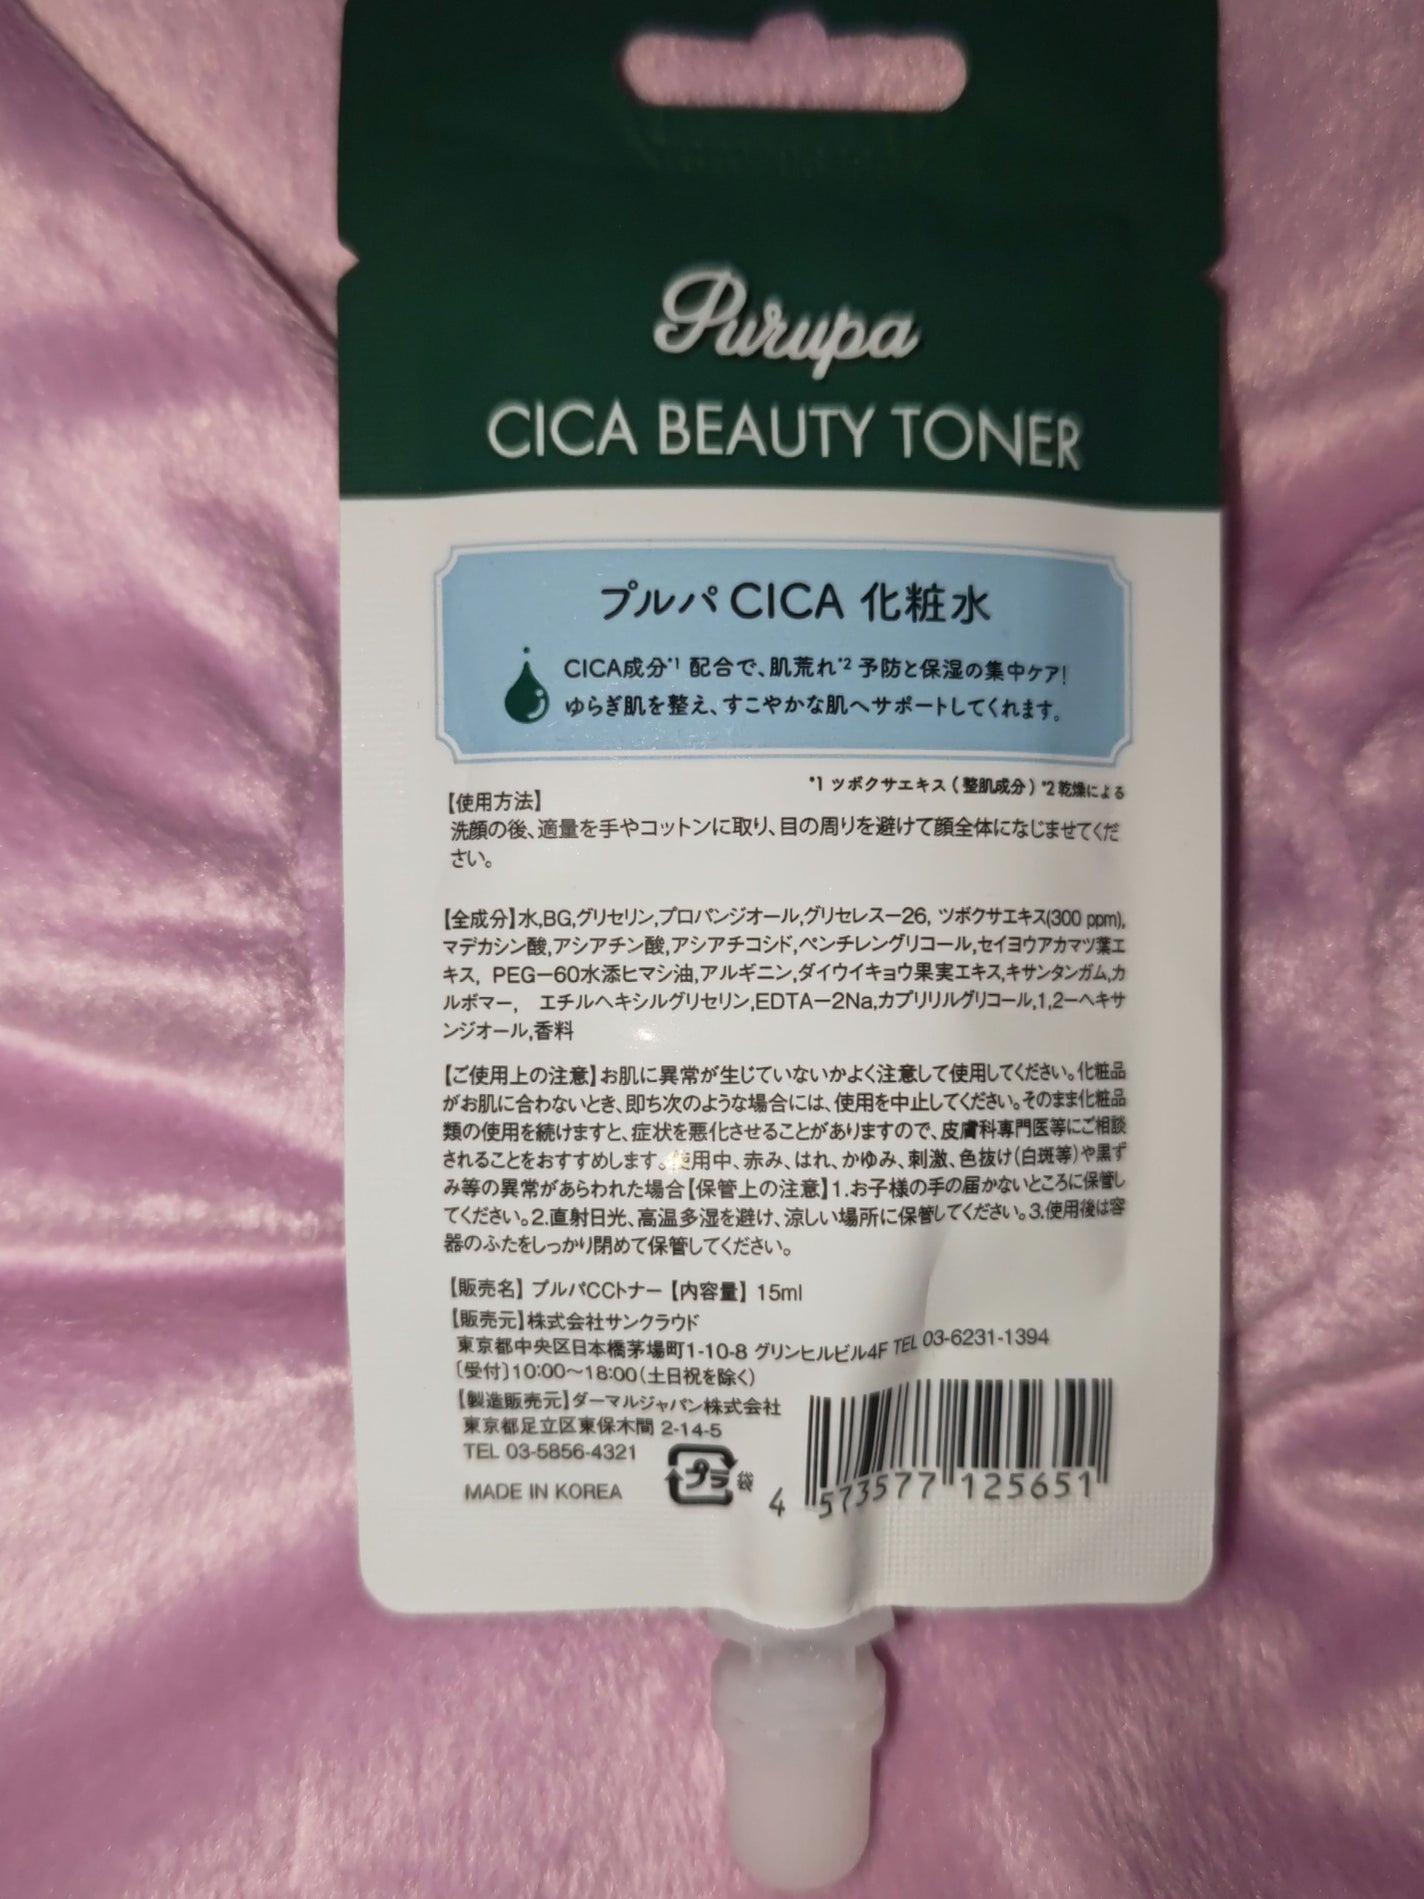 Purupa
CICA BEAUTY TONER
プルパ CICA 化粧水
CICA成分*1 配合で、肌荒れ*2 予防と保湿の集中ケア!
ゆらぎ肌を整え、すこやかな肌へサポートしてくれます。
*1 ツボクサエキス(整肌成分) *2 乾燥による
【使用方法】
洗顔の後、適量を手やコットンに取り、目の周りを避けて顔全体になじませてくだ
さい。
【全成分】水,BG,グリセリン,プロパンジオール,グリセレスー26, ツボクサエキス(300 ppm),
マデカシン酸,アシアチン酸,アシアチコシド,ペンチレングリコール,セイヨウアカマツ葉エ
キス, PEGー60水添ヒマシ油,アルギニン,ダイウイキョウ果実エキス,キサンタンガム,カ
ルボマー, エチルヘキシルグリセリン,EDTAー2Na,カプリリルグリコール,1,2ーヘキサ
ンジオール,香料
【ご使用上の注意】お肌に異常が生じていないかよく注意して使用してください。化粧品
がお肌に合わないとき、即ち次のような場合には、使用を中止してください。そのまま化粧品
類の使用を続けますと、症状を悪化させることがありますので、皮膚科専門医等にご相談
されることをおすすめします。使用中、赤み、はれ、かゆみ、刺激、色抜け(白斑等)や黒ず
み等の異常があらわれた場合【保管上の注意】1.お子様の手の届かないところに保管し
てください。2.直射日光、高温多湿を避け、涼しい場所に保管してください。3.使用後は容
器のふたをしっかり閉めて保管してください。
【販売名】 プルパCCトナー 【内容量】 15ml
【販売元】株式会社サンクラウド
東京都中央区日本橋茅場町1-10-8 グリンヒルビル4F TEL 03-6231-1394
〔受付〕10:00〜18:00(土日祝を除く)
【製造販売元】ダーマルジャパン株式会社
東京都足立区東保木間 2-14-5
TEL 03-5856-4321
MADE IN KOREA
プラ 袋
4 573577 125651